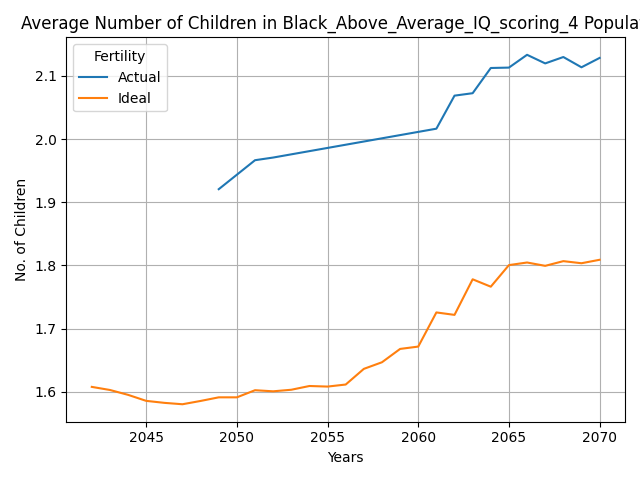 Average Number of Children in Black_Above_Average_IQ_scoring_4 Popula
Fertility
Actual
Ideal
No. of Children
2.1
2.0
1.9
1.8
1.7
1.6
2045 2050 2055 2060 2065 2070
Years